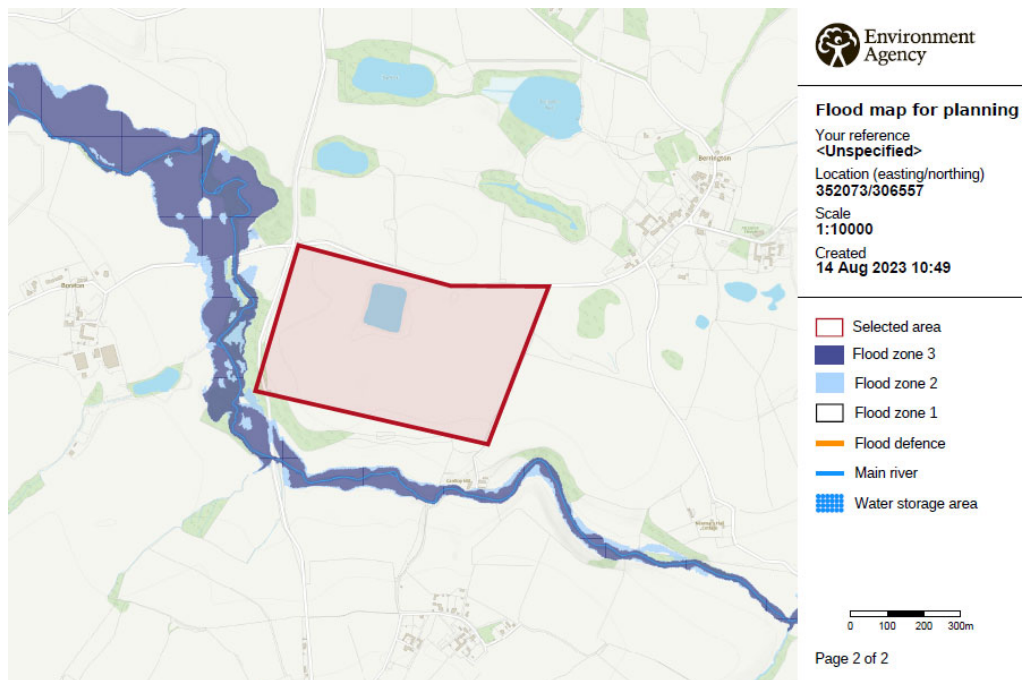 Environment
Agency
Flood map for planning
Your reference
<Unspecified>
Location (easting/northing)
352073/306557
Scale
1:10000
Created
14 Aug 2023 10:49
Selected area
Flood zone 3
Flood zone 2
Flood zone 1
Flood defence
Main river
Water storage area
0 100 200 300m
Page 2 of 2
Berrington